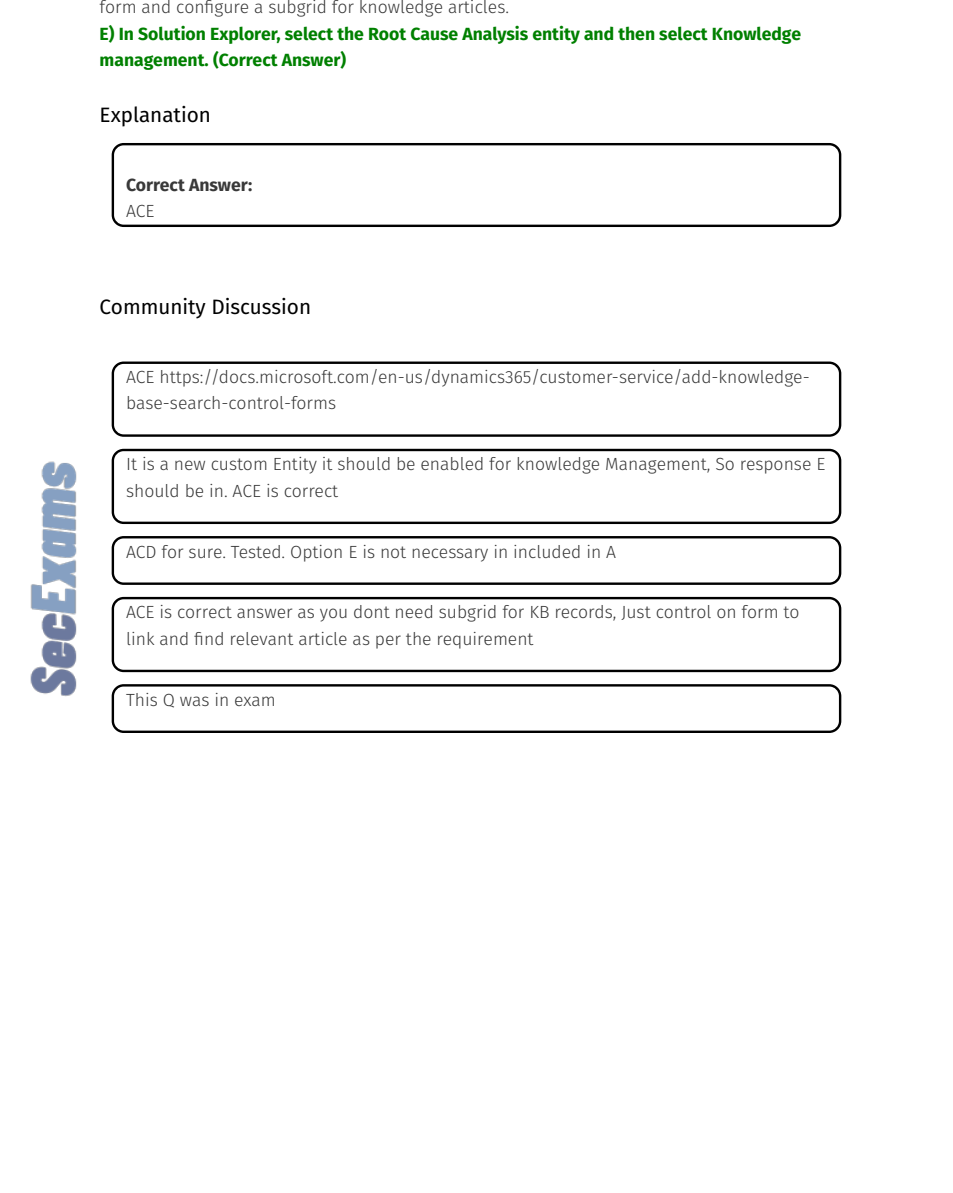 form and configure a subgrid for knowledge articles.
E) In Solution Explorer, select the Root Cause Analysis entity and then select Knowledge
management. (Correct Answer)
Explanation
Correct Answer:
ACE
Community Discussion
ACE https://docs.microsoft.com/en-us/dynamics365/customer-service/add-knowledge-
base-search-control-forms
It is a new custom Entity it should be enabled for knowledge Management, So response E
should be in. ACE is correct
ACD for sure. Tested. Option E is not necessary in included in A
ACE is correct answer as you dont need subgrid for KB records, Just control on form to
link and find relevant article as per the requirement
This Q was in exam
SecExams